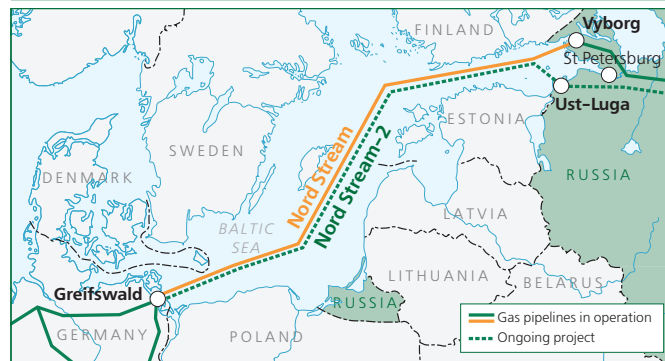 FINLAND
Vyborg
St Petersburg
Ust-Luga
ESTONIA
SWEDEN
Nord Stream
Nord Stream-2
DENMARK
RUSSIA
LATVIA
BALTIC
SEA
LITHUANIA
BELARUS
Greifswald
RUSSIA
GERMANY
POLAND
Gas pipelines in operation
Ongoing project